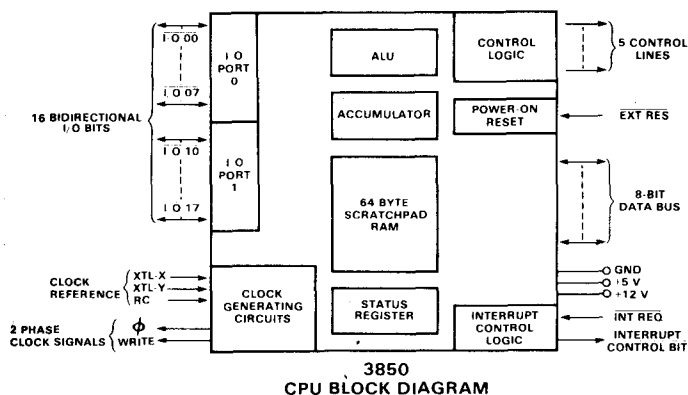 I O 00
I O 07
16 BIDIRECTIONAL
I/O BITS
I O 10
I O 17
I O
PORT
0
I O
PORT
1
ALU
ACCUMULATOR
64 BYTE
SCRATCHPAD
RAM
STATUS
REGISTER
CONTROL
LOGIC
5 CONTROL
LINES
POWER-ON
RESET
EXT RES
8-BIT
DATA BUS
GND
+5 V
+12 V
CLOCK
REFERENCE
XTL-X
XTL-Y
RC
CLOCK
GENERATING
CIRCUITS
2 PHASE
CLOCK SIGNALS
ϕ
WRITE
INTERRUPT
CONTROL
LOGIC
INT REQ
INTERRUPT
CONTROL BIT
3850
CPU BLOCK DIAGRAM